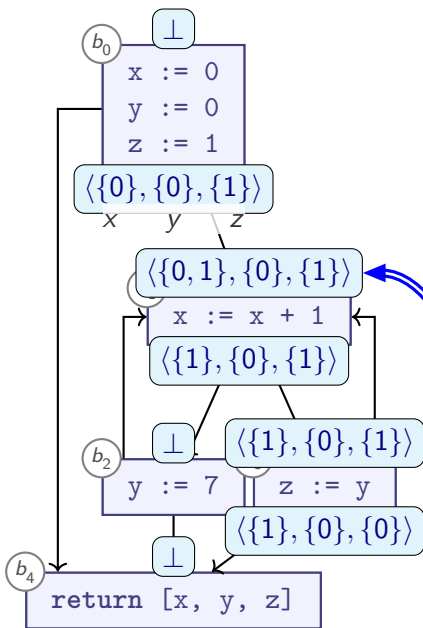 ⊥
b₀
x := 0
y := 0
z := 1
⟨{0}, {0}, {1}⟩
x y z
⟨{0, 1}, {0}, {1}⟩
x := x + 1
⟨{1}, {0}, {1}⟩
⊥
⟨{1}, {0}, {1}⟩
b₂
y := 7
z := y
⟨{1}, {0}, {0}⟩
⊥
b₄
return [x, y, z]